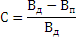 С = (В_д − В_п) / В_д